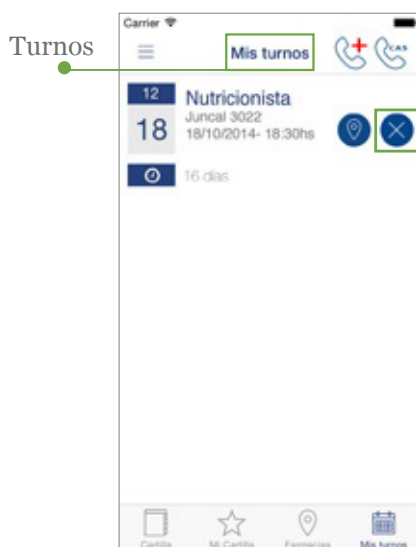 Turnos
Carrier
Mis turnos
CAS
12
18
Nutricionista
Juncal 3022
18/10/2014- 18:30hs
16 días
Cartilla
Mi Cartilla
Farmacias
Mis turnos